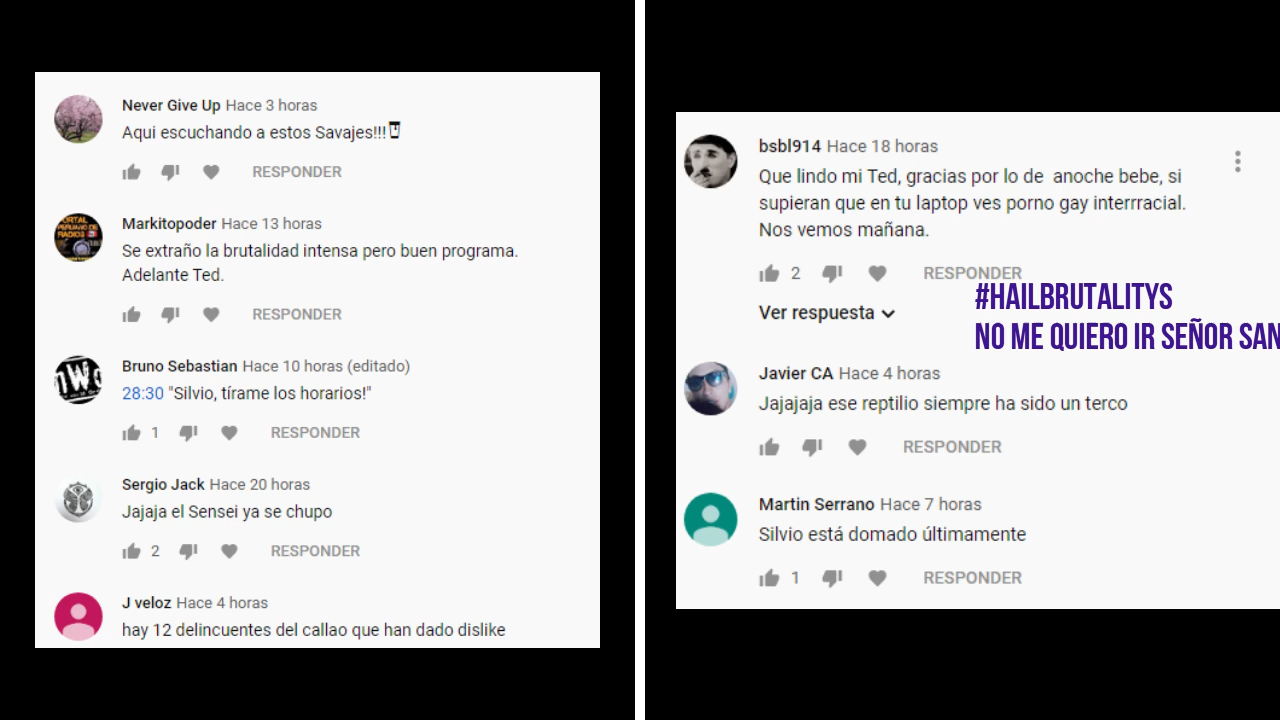 Never Give Up Hace 3 horas
Aqui escuchando a estos Savajes!!!
RESPONDER
Markitopoder Hace 13 horas
Se extraño la brutalidad intensa pero buen programa.
Adelante Ted.
RESPONDER
Bruno Sebastian Hace 10 horas (editado)
28:30 "Silvio, tírame los horarios!"
1 RESPONDER
Sergio Jack Hace 20 horas
Jajaja el Sensei ya se chupo
2 RESPONDER
J veloz Hace 4 horas
hay 12 delincuentes del callao que han dado dislike
bsbl914 Hace 18 horas
Que lindo mi Ted, gracias por lo de anoche bebe, si
supieran que en tu laptop ves porno gay interrracial.
Nos vemos mañana.
2 RESPONDER
#HAILBRUTALITYS
Ver respuesta
NO ME QUIERO IR SEÑOR SAN
Javier CA Hace 4 horas
Jajajaja ese reptilio siempre ha sido un terco
RESPONDER
Martin Serrano Hace 7 horas
Silvio está domado últimamente
1 RESPONDER